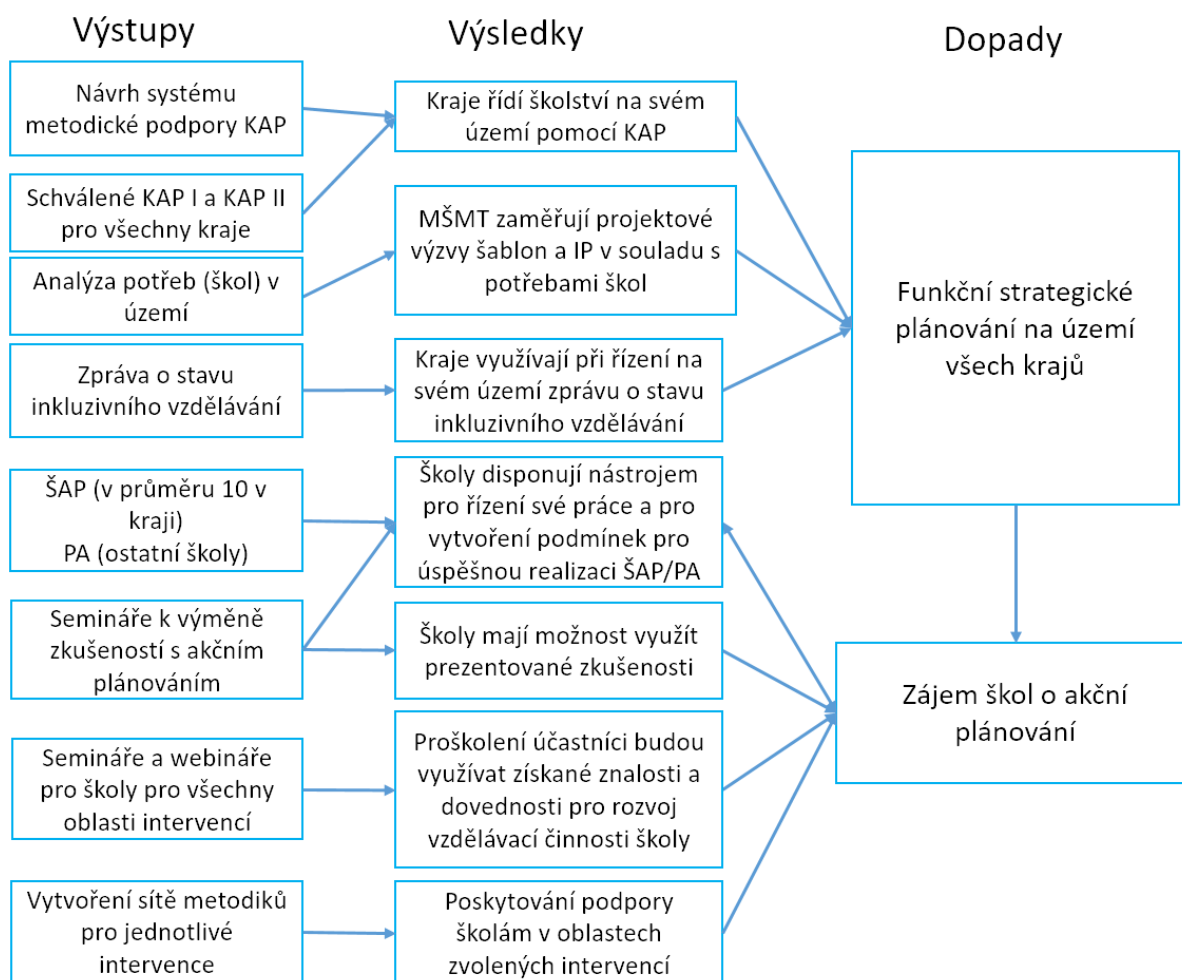 Výstupy
Výsledky
Dopady
Návrh systému
metodické podpory KAP
Schválené KAP I a KAP II
pro všechny kraje
Analýza potřeb (škol) v
území
Zpráva o stavu
inkluzivního vzdělávání
ŠAP (v průměru 10 v
kraji)
PA (ostatní školy)
Semináře k výměně
zkušeností s akčním
plánováním
Semináře a webináře
pro školy pro všechny
oblasti intervencí
Vytvoření sítě metodiků
pro jednotlivé
intervence
Kraje řídí školství na svém
území pomocí KAP
MŠMT zaměřují projektové
výzvy šablon a IP v souladu s
potřebami škol
Kraje využívají při řízení na
svém území zprávu o stavu
inkluzivního vzdělávání
Školy disponují nástrojem
pro řízení své práce a pro
vytvoření podmínek pro
úspěšnou realizaci ŠAP/PA
Školy mají možnost využít
prezentované zkušenosti
Proškolení účastníci budou
využívat získané znalosti a
dovednosti pro rozvoj
vzdělávací činnosti školy
Poskytování podpory
školám v oblastech
zvolených intervencí
Funkční strategické
plánování na území
všech krajů
Zájem škol o akční
plánování